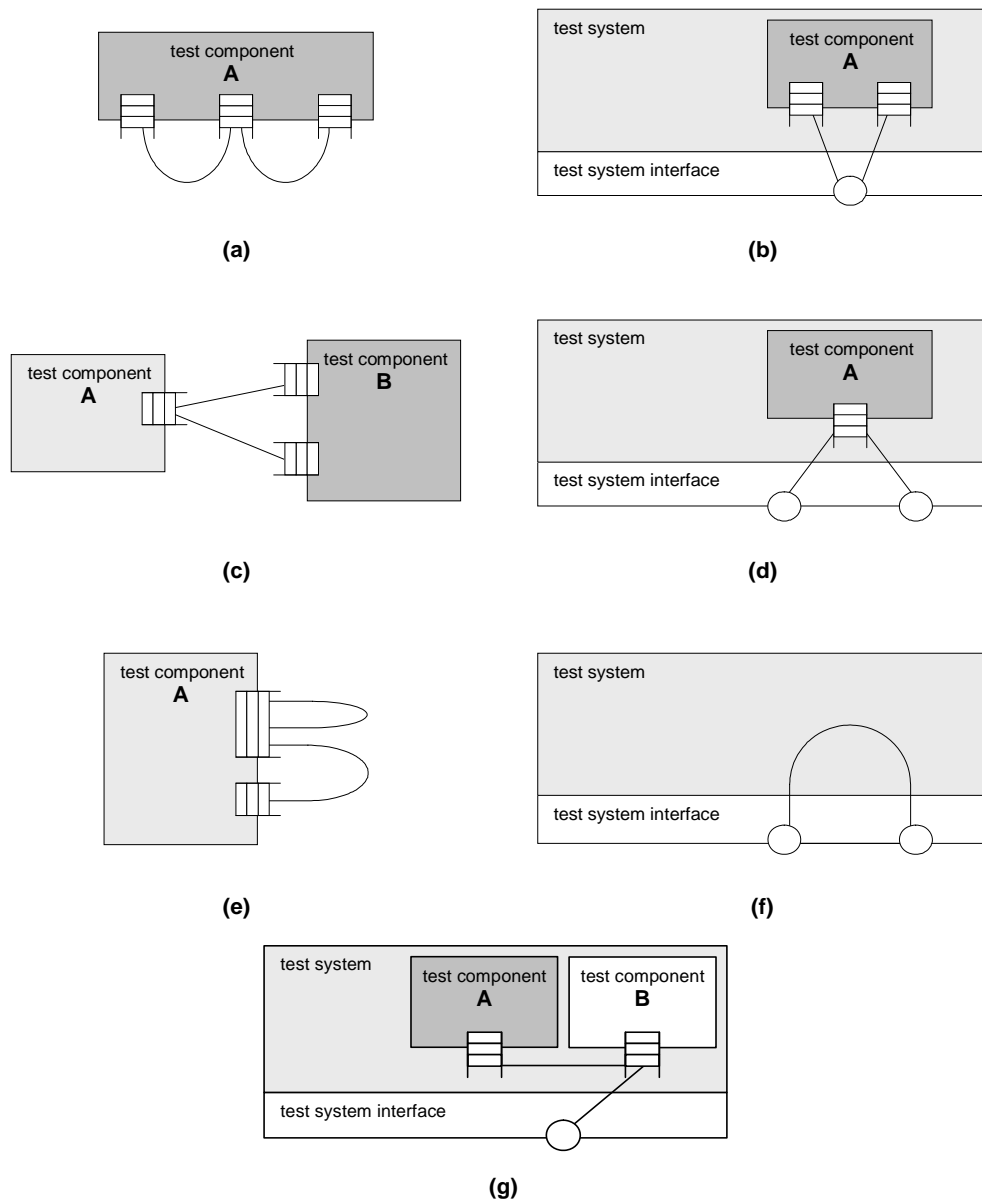 test component
A
test system
test component
A
test system interface
(a)
(b)
test component
A
test component
B
test system
test component
A
test system interface
(c)
(d)
test component
A
test system
test system interface
(e)
(f)
test system
test component
A
test component
B
test system interface
(g)